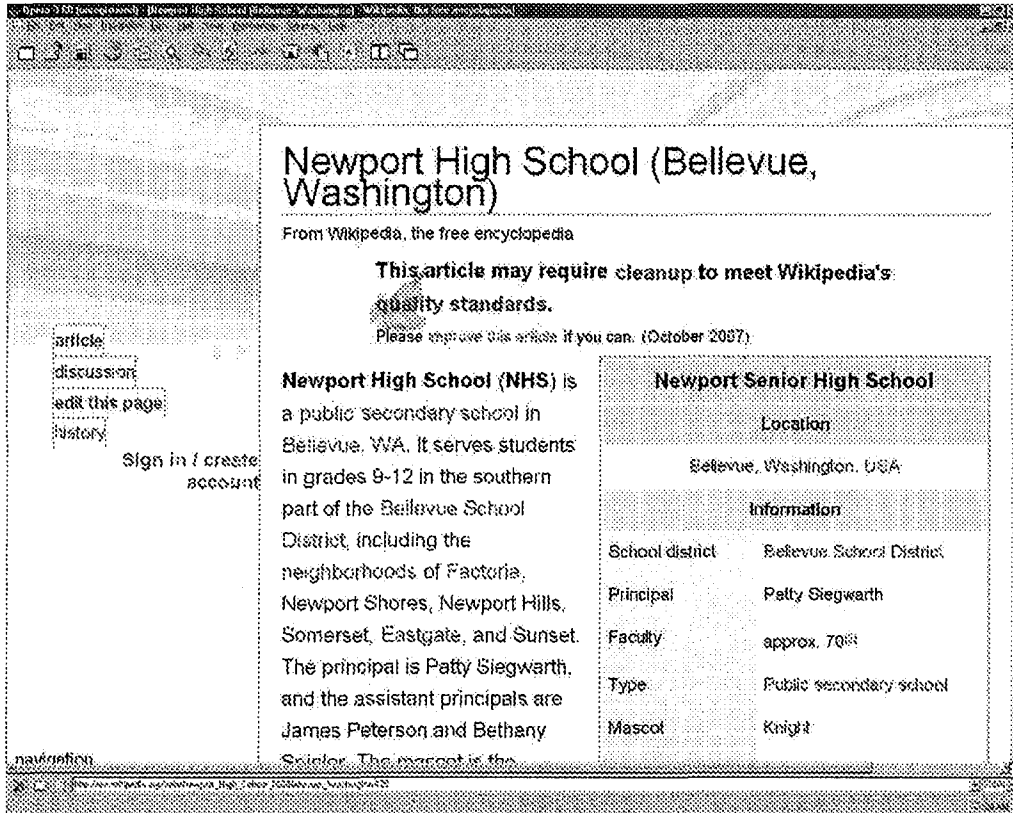 Newport High School (Bellevue,
Washington)
From Wikipedia, the free encyclopedia
This article may require cleanup to meet Wikipedia's
quality standards.
Please improve this article if you can. (October 2007)
article
discussion
edit this page
history
Sign in / create
account
navigation
Newport High School (NHS) is
a public secondary school in
Bellevue, WA. It serves students
in grades 9-12 in the southern
part of the Bellevue School
District, including the
neighborhoods of Factoria,
Newport Shores, Newport Hills,
Somerset, Eastgate, and Sunset.
The principal is Patty Siegwarth,
and the assistant principals are
James Peterson and Bethany
The mascot is the
Newport Senior High School
Location
Bellevue, Washington, USA
Information
School district Bellevue School District
Principal Patty Siegwarth
Faculty approx. 70
Type Public secondary school
Mascot Knight